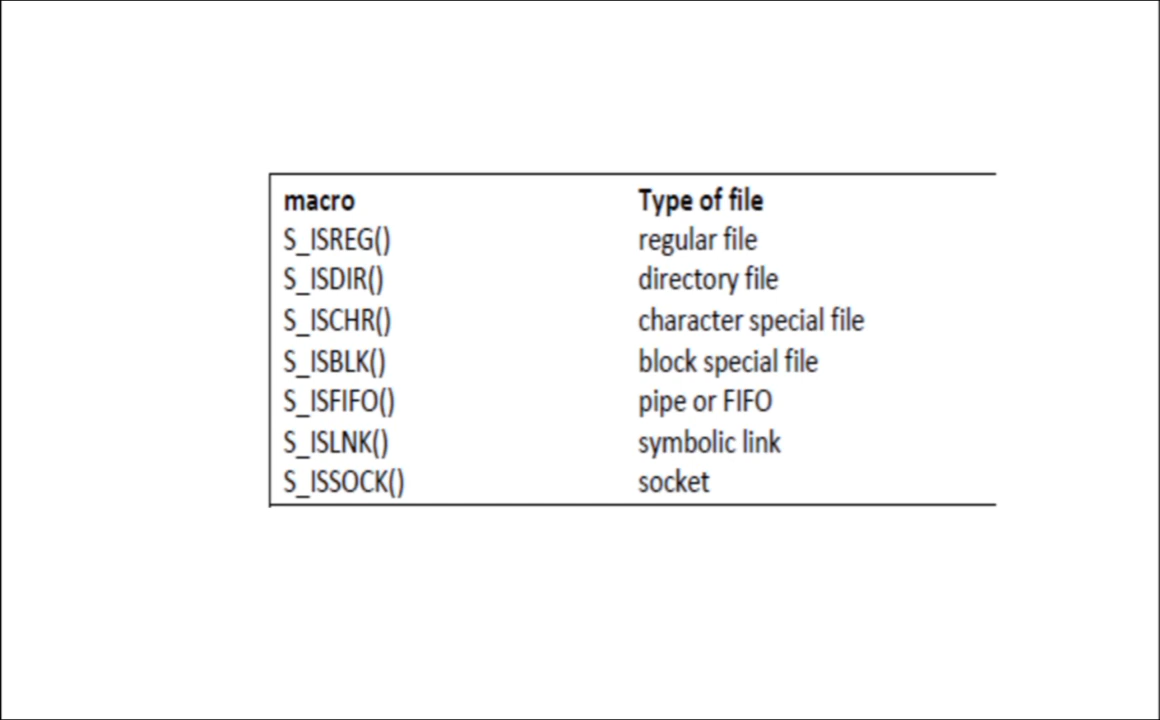 macro Type of file
S_ISREG() regular file
S_ISDIR() directory file
S_ISCHR() character special file
S_ISBLK() block special file
S_ISFIFO() pipe or FIFO
S_ISLNK() symbolic link
S_ISSOCK() socket